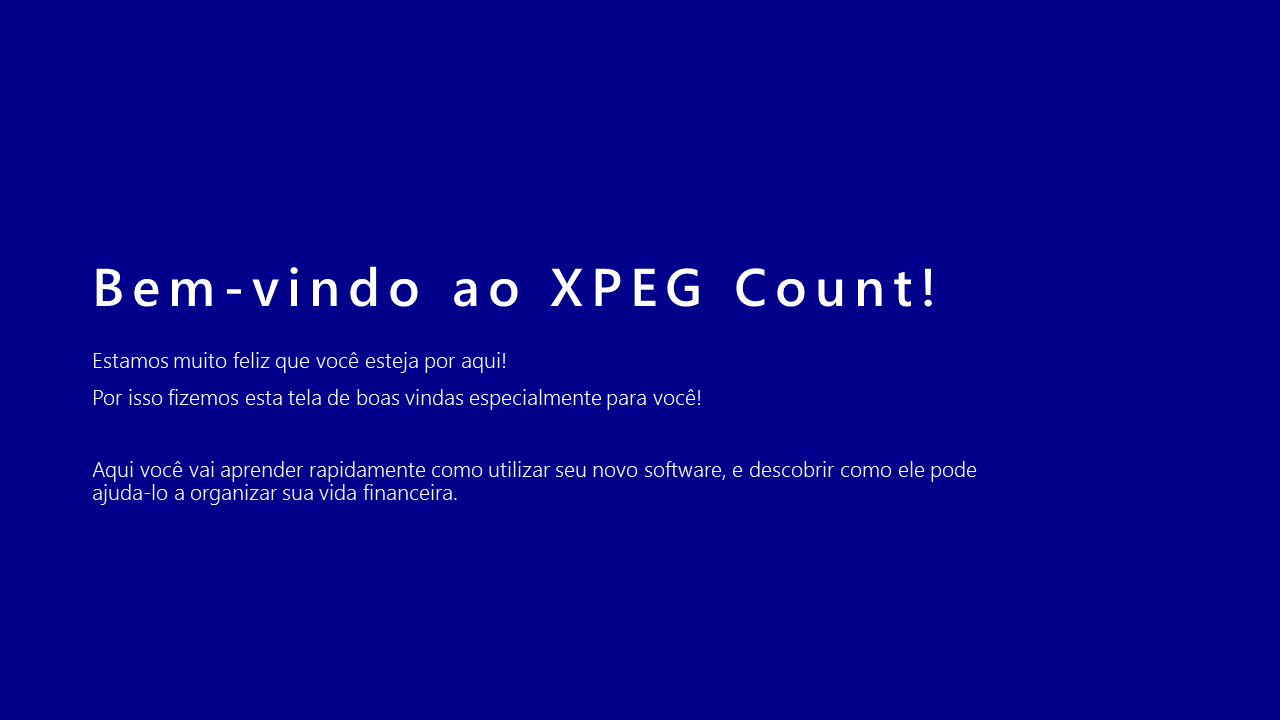 Bem-vindo ao XPEG Count!
Estamos muito feliz que você esteja por aqui!
Por isso fizemos esta tela de boas vindas especialmente para você!
Aqui você vai aprender rapidamente como utilizar seu novo software, e descobrir como ele pode
ajuda-lo a organizar sua vida financeira.